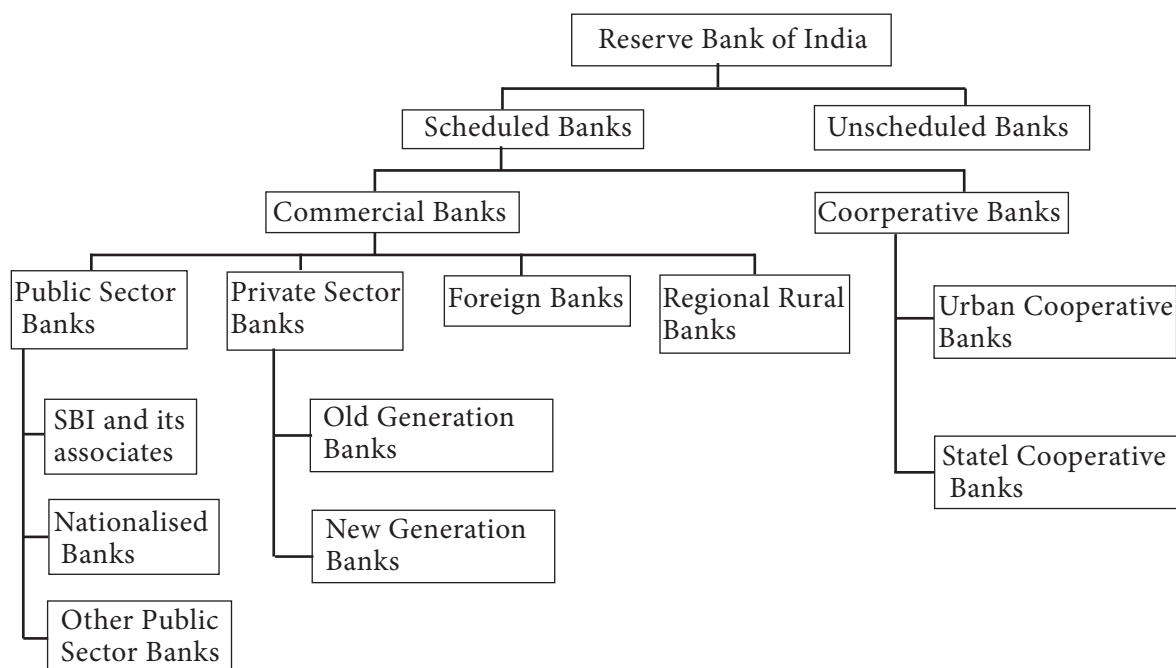 Reserve Bank of India
Scheduled Banks
Unscheduled Banks
Commercial Banks
Coorperative Banks
Public Sector
Banks
Private Sector
Banks
Foreign Banks
Regional Rural
Banks
Urban Cooperative
Banks
SBI and its
associates
Old Generation
Banks
Statel Cooperative
Banks
Nationalised
Banks
New Generation
Banks
Other Public
Sector Banks